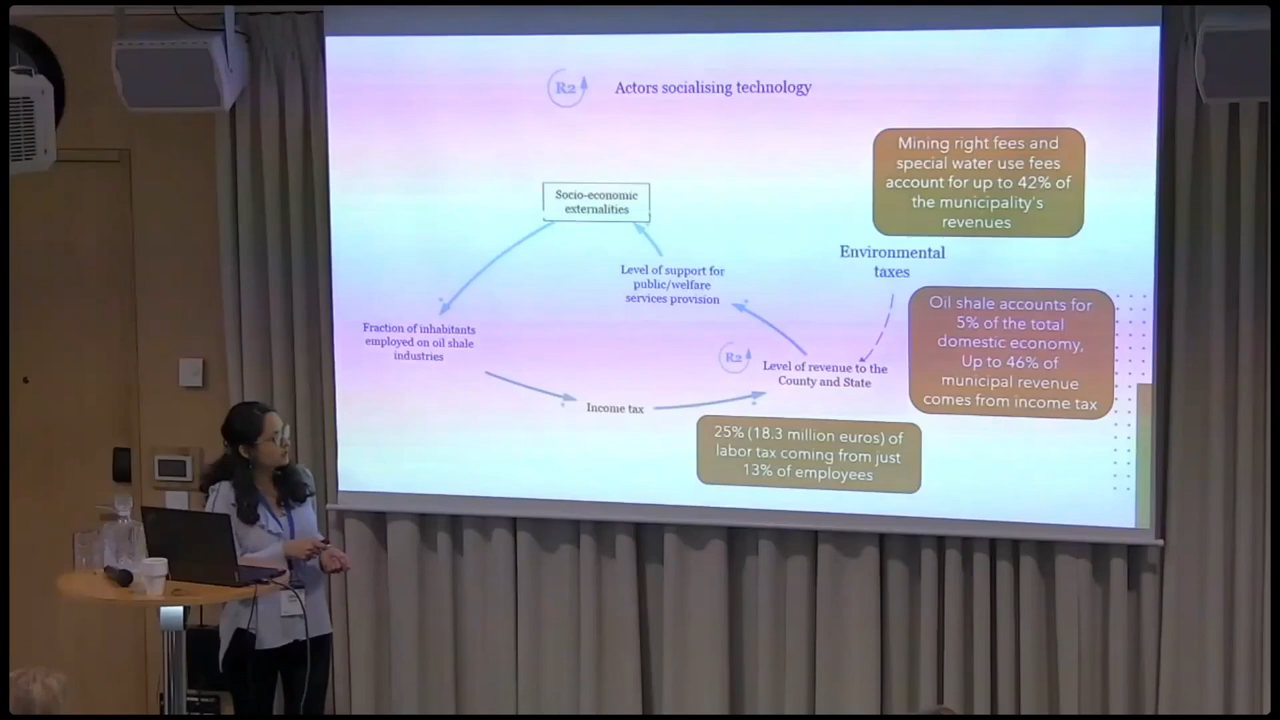 R2
Actors socialising technology
Mining right fees and
special water use fees
account for up to 42% of
the municipality's
revenues
Socio-economic
externalities
Environmental
taxes
Level of support for
public/welfare
services provision
Oil shale accounts for
5% of the total
domestic economy,
Up to 46% of
municipal revenue
comes from income tax
Fraction of inhabitants
employed on oil shale
industries
R2
Level of revenue to the
County and State
Income tax
25% (18.3 million euros) of
labor tax coming from just
13% of employees